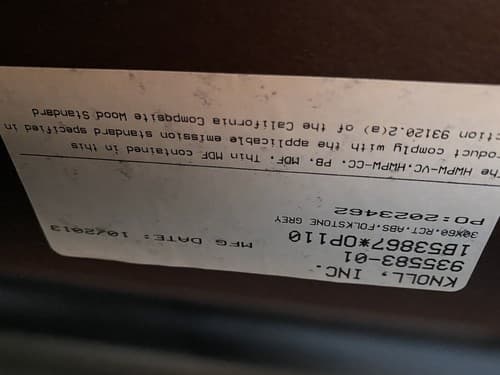 KNOLL, INC.
935583-01
1B53867*OP110
30X60.RCT.ABS.FOLKSTONE GREY
MFG DATE: 10/2013
PO:2023462
The HWPW-VC.HWPW-CC. PB. MDF. Thin MDF contained in this
product comply with the applicable emission standard specified in
ction 93120.2(a) of the California Composite Wood Standard